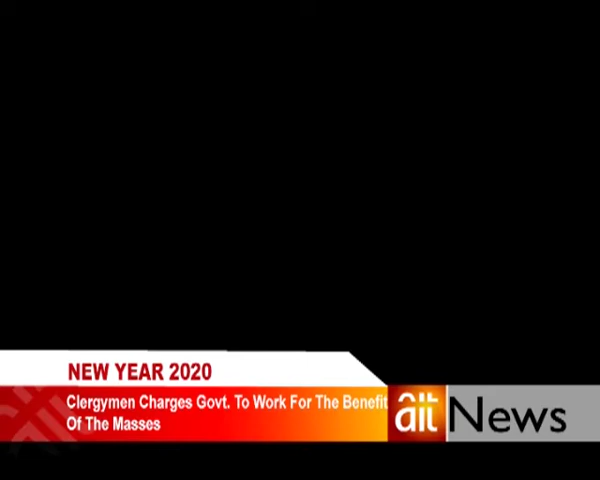 NEW YEAR 2020
Clergymen Charges Govt. To Work For The Benefit
Of The Masses
ait News